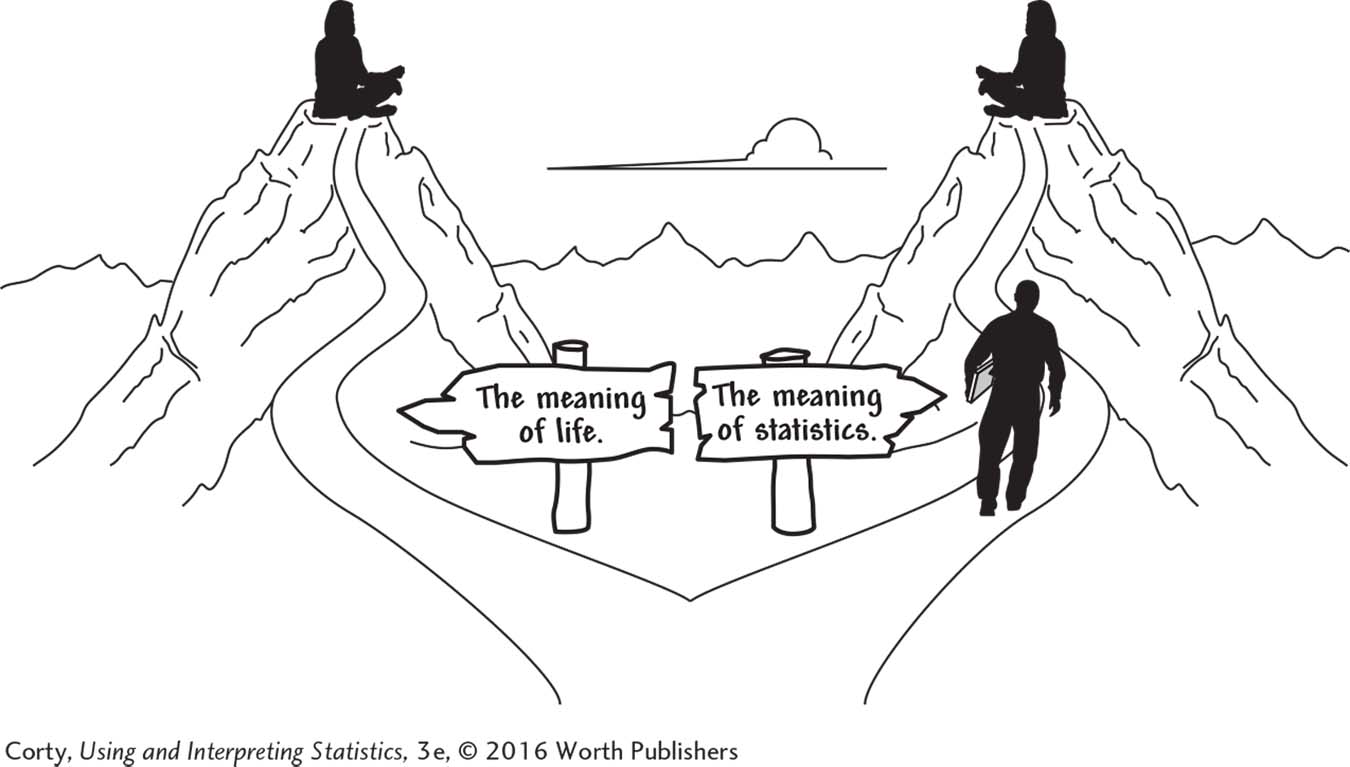 The meaning
of life.
The meaning
of statistics.
Corty, Using and Interpreting Statistics, 3e, © 2016 Worth Publishers